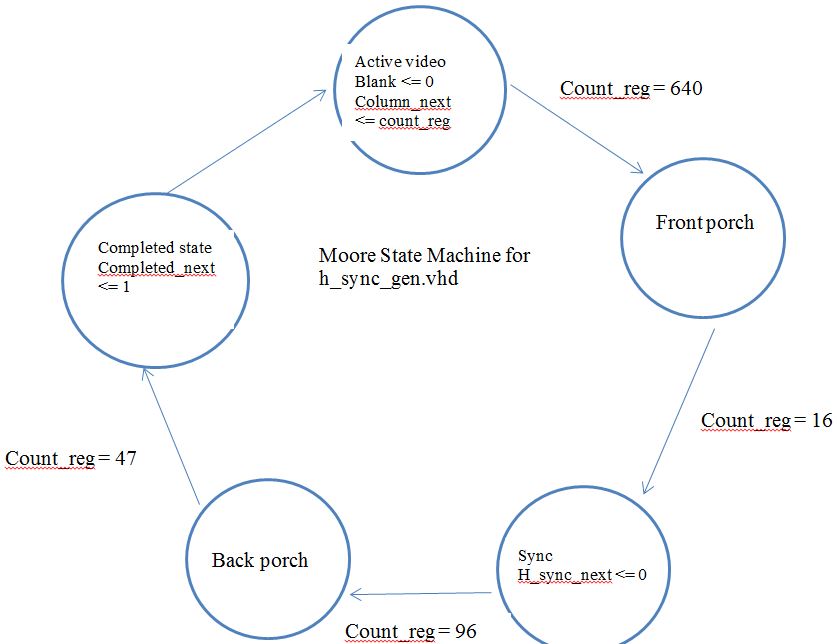 Active video
Blank <= 0
Column_next
<= count_reg
Count_reg = 640
Front porch
Completed state
Completed_next
<= 1
Moore State Machine for
h_sync_gen.vhd
Count_reg = 16
Count_reg = 47
Back porch
Sync
H_sync_next <= 0
Count_reg = 96